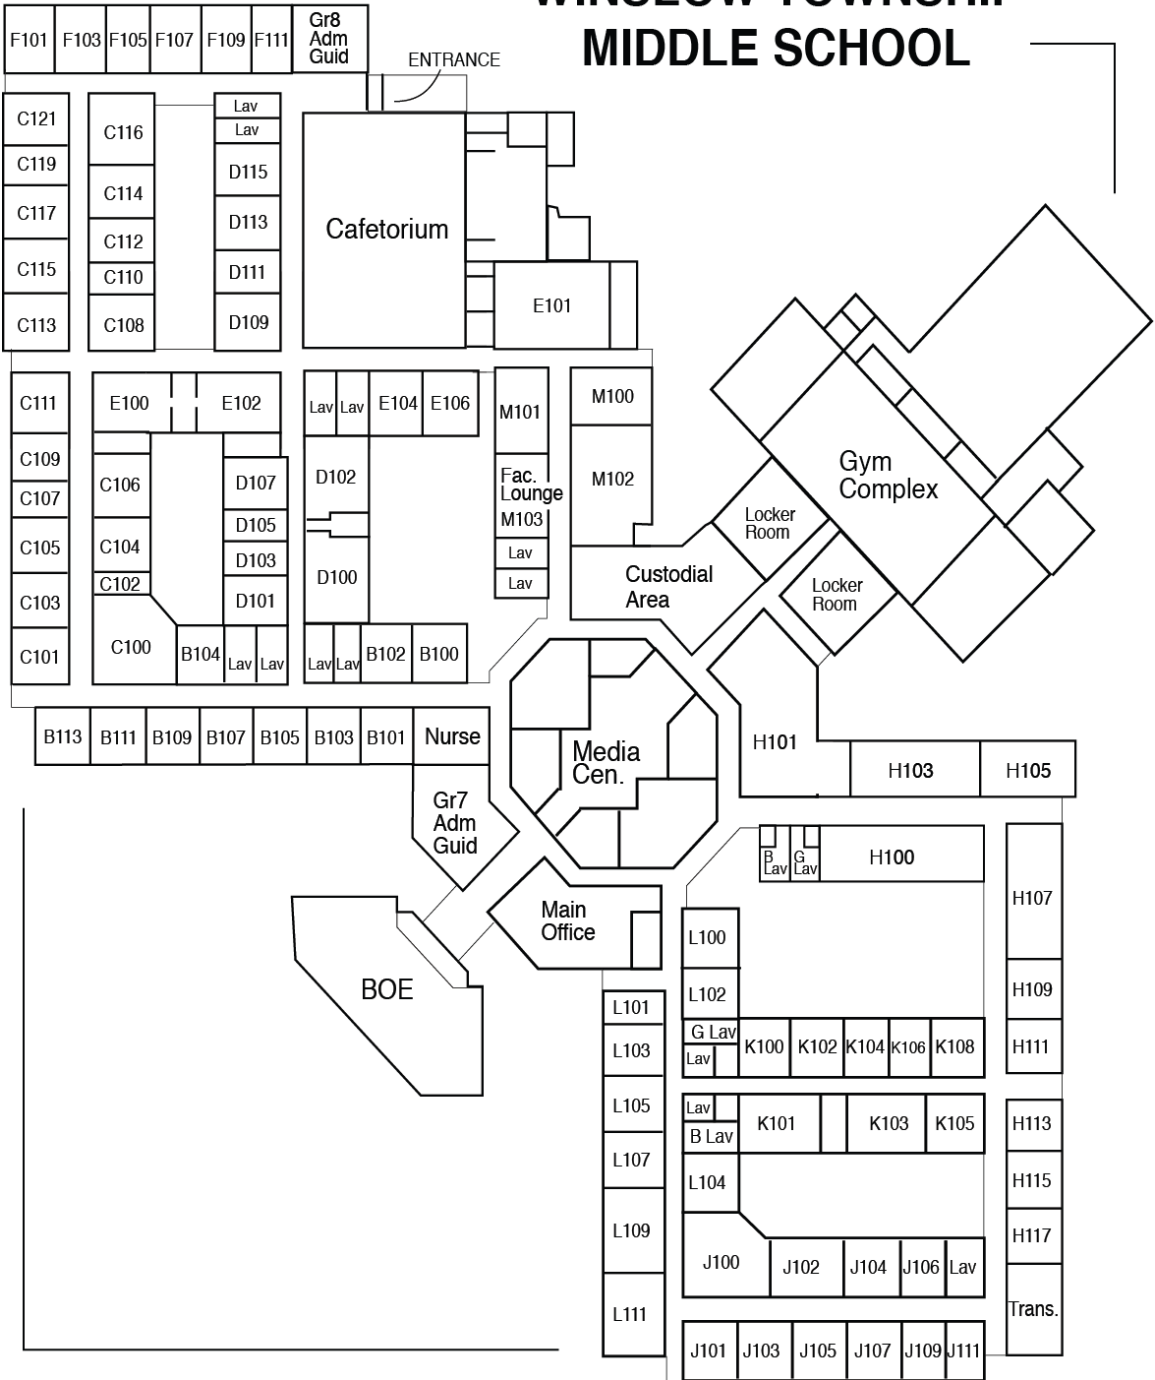 WINSLOW TOWNSHIP
MIDDLE SCHOOL
F101 F103 F105 F107 F109 F111
Gr8
Adm
Guid
ENTRANCE
C121
C119
C117
C115
C113
C116
C114
C112
C110
C108
Lav
Lav
D115
D113
D111
D109
Cafetorium
E101
C111
C109
C107
C105
C103
C101
E100 E102
C106
C104
C102
C100
D107
D105
D103
D101
B104 Lav Lav
Lav Lav E104 E106
D102
D100
Lav Lav B102 B100
M101
Fac.
Lounge
M103
Lav
Lav
M100
M102
Custodial
Area
Locker
Room
Locker
Room
Gym
Complex
B113 B111 B109 B107 B105 B103 B101 Nurse
Gr7
Adm
Guid
Media
Cen.
H101
H103 H105
B
Lav
G
Lav
H100
Main
Office
BOE
H107
H109
H111
H113
H115
H117
Trans.
L100
L102
G Lav
Lav
K100 K102 K104 K106 K108
L101
L103
L105
L107
L109
L111
Lav
B Lav
K101 K103 K105
L104
J100 J102 J104 J106 Lav
J101 J103 J105 J107 J109 J111